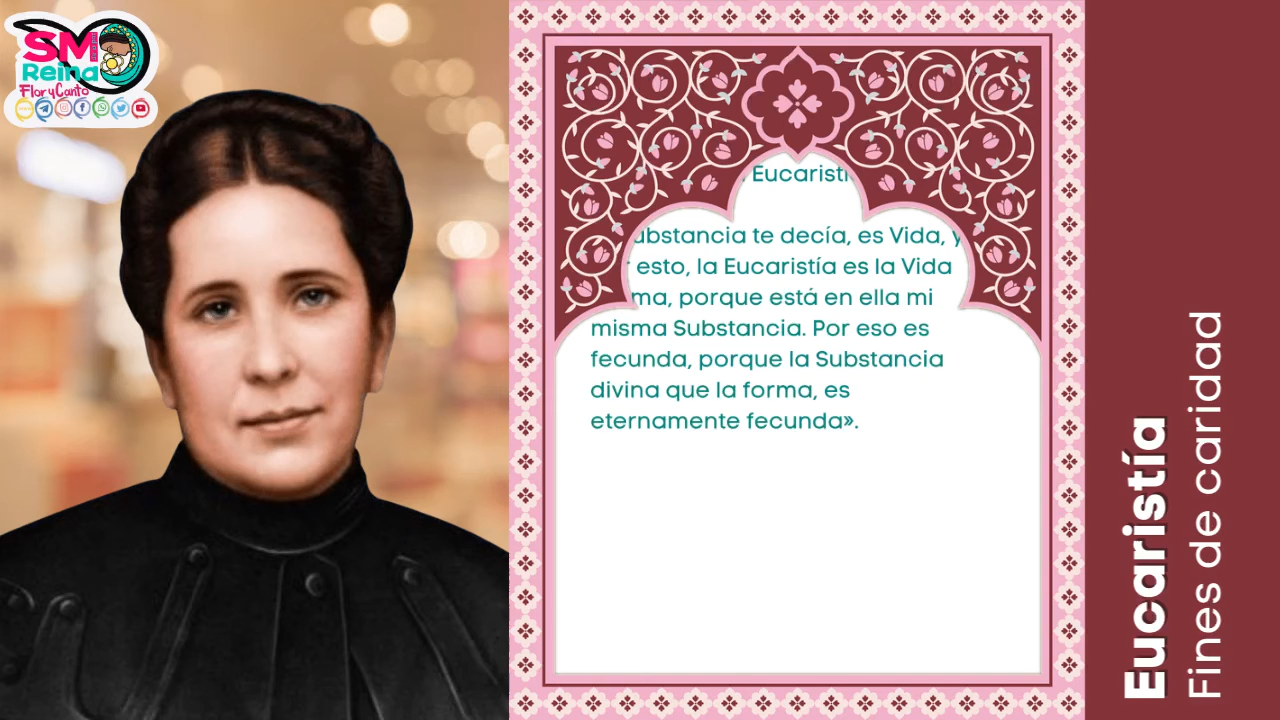 SM
Reina
Flor y Canto
Eucaristí
ubstancia te decía, es Vida, y
esto, la Eucaristía es la Vida
ma, porque está en ella mi
misma Substancia. Por eso es
fecunda, porque la Substancia
divina que la forma, es
eternamente fecunda».
Eucaristía
Fines de caridad